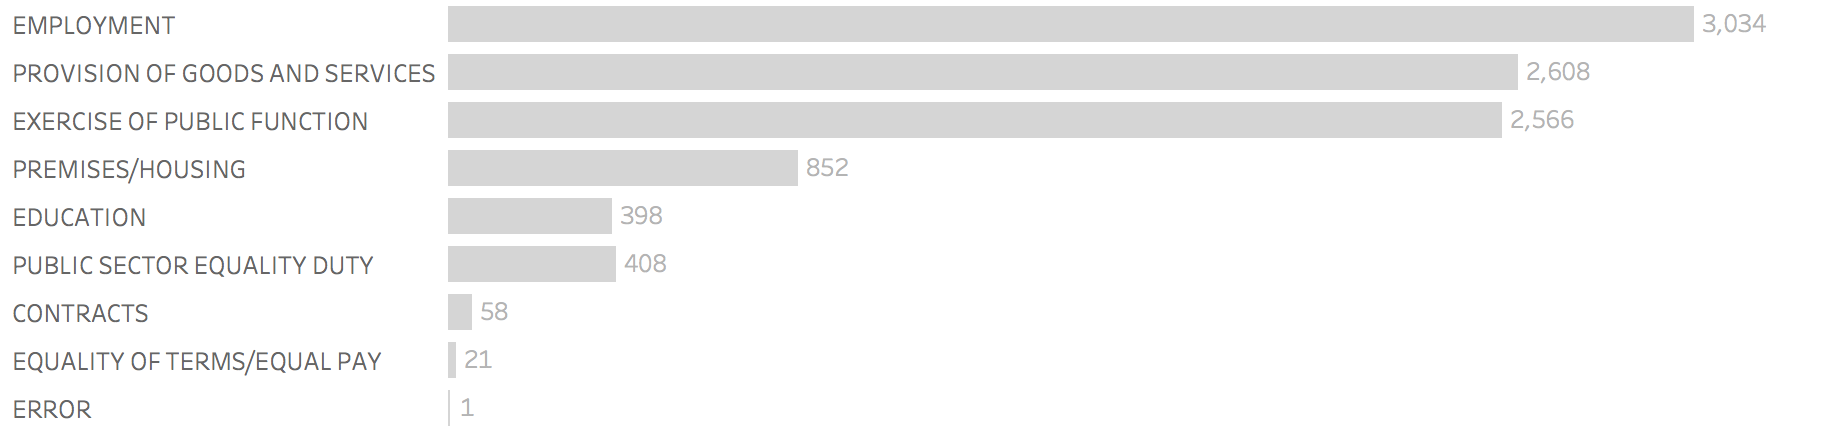 EMPLOYMENT 3,034
PROVISION OF GOODS AND SERVICES 2,608
EXERCISE OF PUBLIC FUNCTION 2,566
PREMISES/HOUSING 852
EDUCATION 398
PUBLIC SECTOR EQUALITY DUTY 408
CONTRACTS 58
EQUALITY OF TERMS/EQUAL PAY 21
ERROR 1